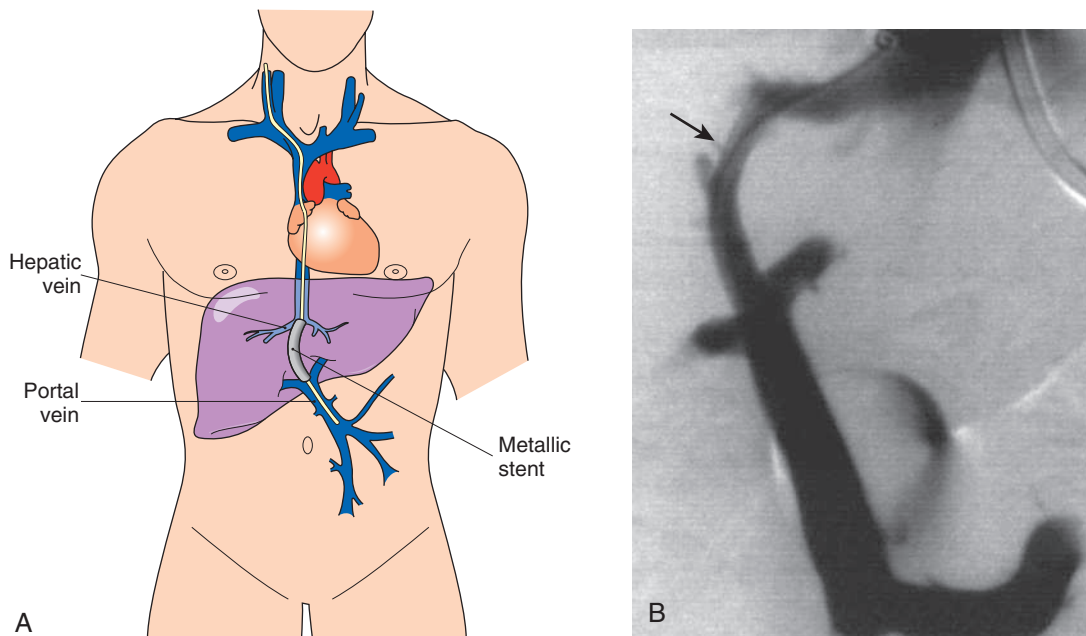 Hepatic
vein
Portal
vein
Metallic
stent
A
B